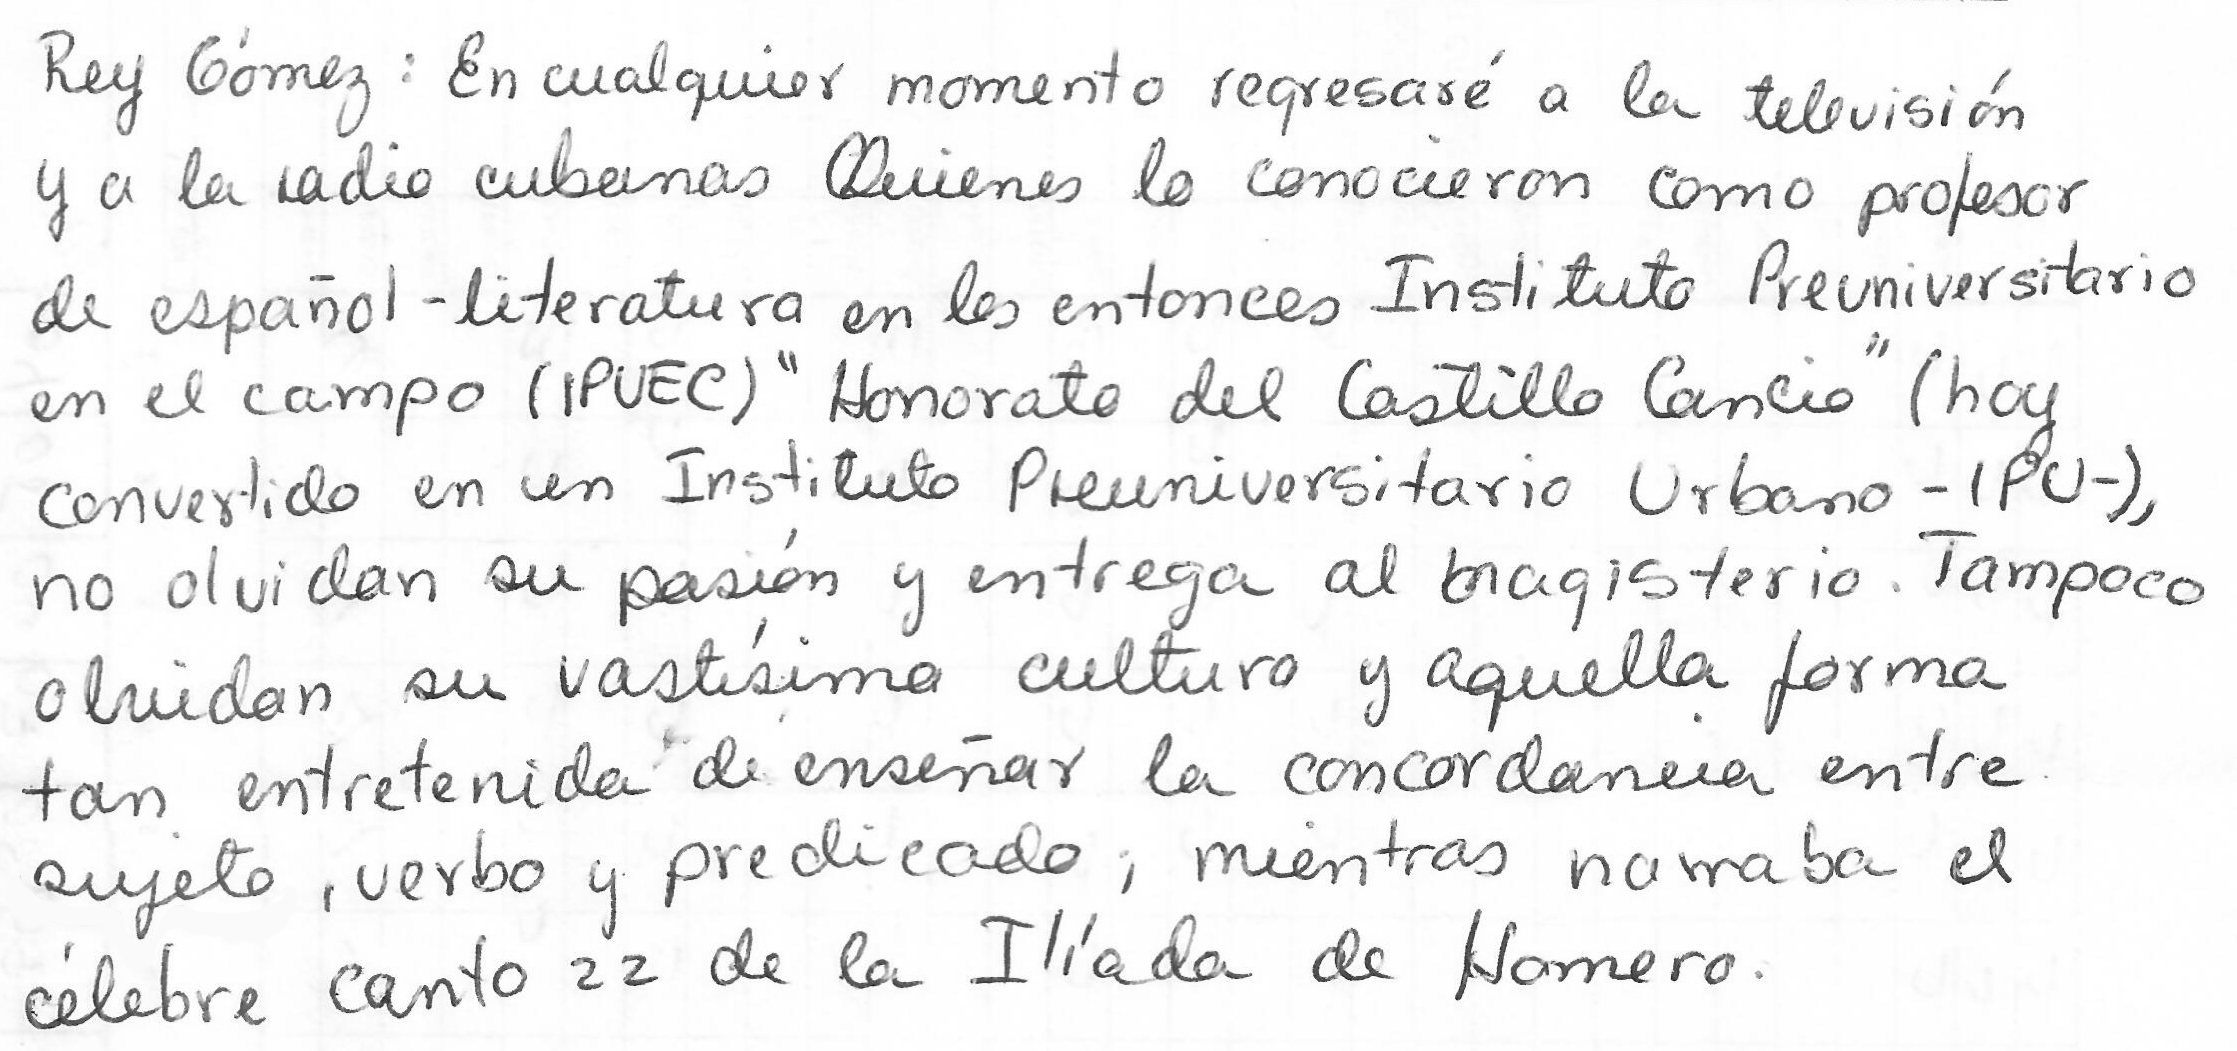 Rey Gómez: En cualquier momento regresaré a la televisión
y a la radio cubanas Quienes lo conocieron como profesor
de español-literatura en los entonces Instituto Preuniversitario
en el campo (IPUEC) "Honorato del Castillo Cancio" (hoy
convertido en un Instituto Preuniversitario Urbano -IPU-),
no olvidan su pasión y entrega al magisterio. Tampoco
olvidan su vastísima cultura y aquella forma
tan entretenida de enseñar la concordancia entre
sujeto, verbo y predicado; mientras narraba el
célebre canto 22 de la Ilíada de Homero.